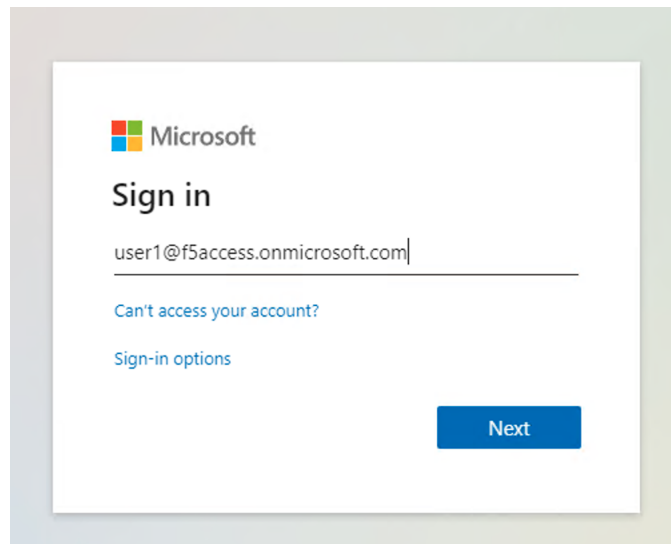 Microsoft
Sign in
user1@f5access.onmicrosoft.com
Can't access your account?
Sign-in options
Next